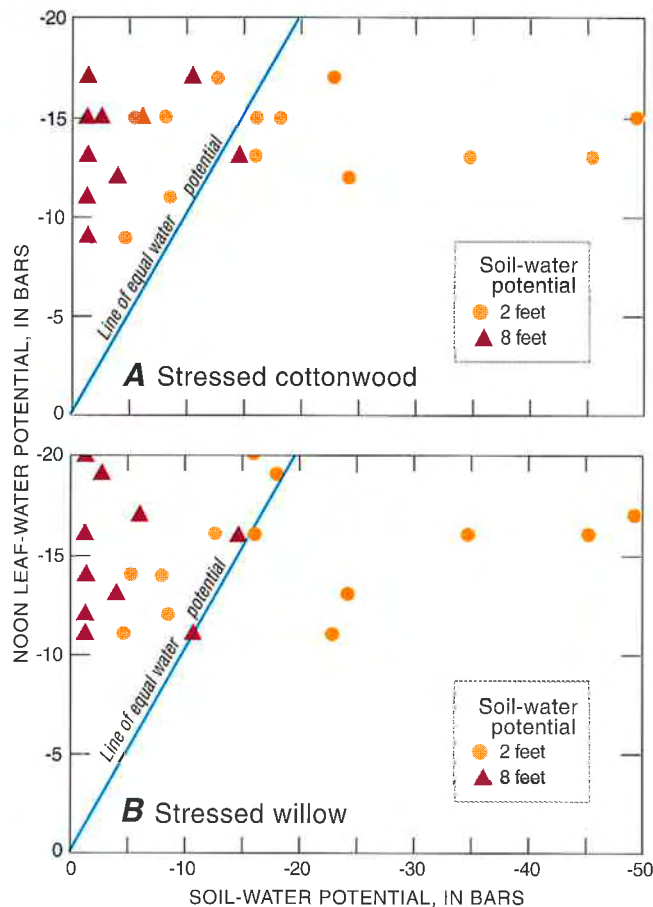 NOON LEAF-WATER POTENTIAL, IN BARS
-20
-15
-10
-5
0
Line of equal water potential
Soil-water
potential
2 feet
8 feet
A Stressed cottonwood
-20
-15
-10
-5
0
Line of equal water potential
Soil-water
potential
2 feet
8 feet
B Stressed willow
0
-10
-20
-30
-40
-50
SOIL-WATER POTENTIAL, IN BARS